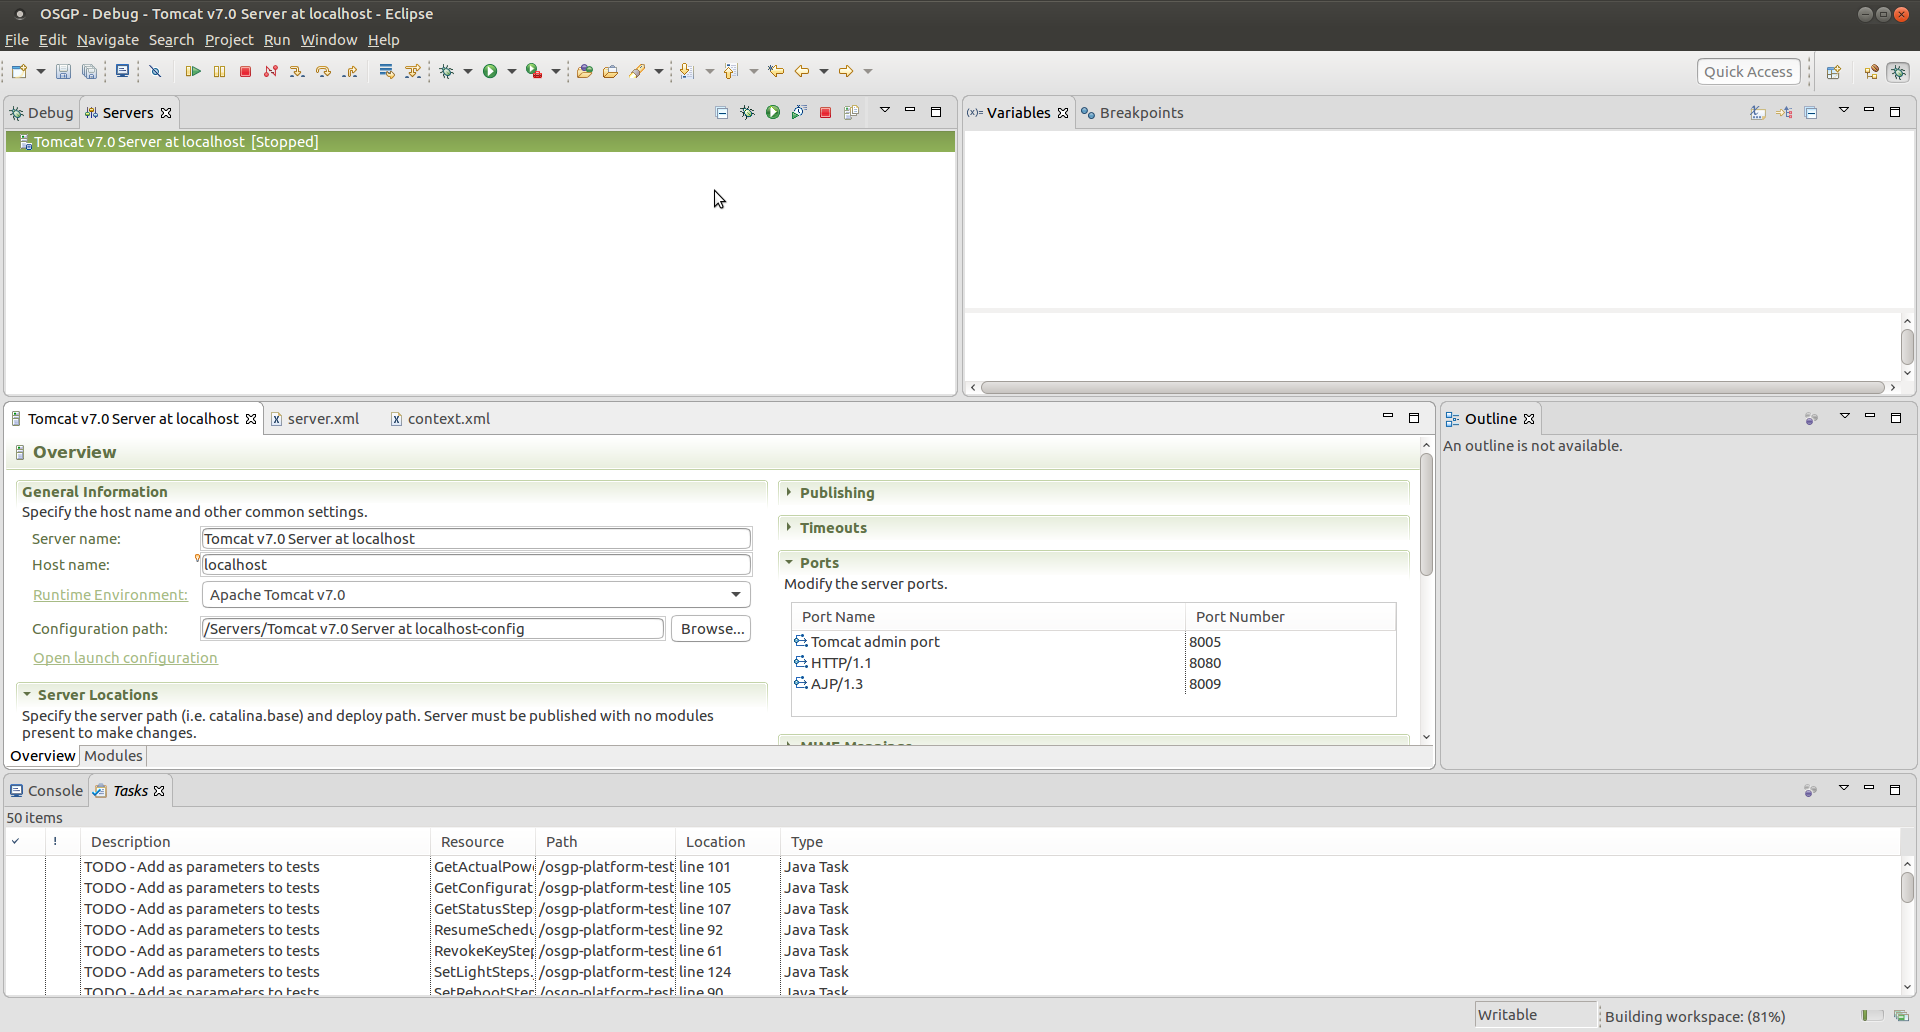 OSGP - Debug - Tomcat v7.0 Server at localhost - Eclipse
File Edit Navigate Search Project Run Window Help
Quick Access
Debug Servers
Tomcat v7.0 Server at localhost [Stopped]
(x)= Variables Breakpoints
Tomcat v7.0 Server at localhost server.xml context.xml
Overview
General Information
Specify the host name and other common settings.
Server name: Tomcat v7.0 Server at localhost
Host name: localhost
Runtime Environment: Apache Tomcat v7.0
Configuration path: /Servers/Tomcat v7.0 Server at localhost-config Browse...
Open launch configuration
Server Locations
Specify the server path (i.e. catalina.base) and deploy path. Server must be published with no modules
present to make changes.
Publishing
Timeouts
Ports
Modify the server ports.
Port Name Port Number
Tomcat admin port 8005
HTTP/1.1 8080
AJP/1.3 8009
MIME Mappings
Overview Modules
Outline
An outline is not available.
Console Tasks
50 items
! Description Resource Path Location Type
TODO - Add as parameters to tests GetActualPow /osgp-platform-test line 101 Java Task
TODO - Add as parameters to tests GetConfigurat /osgp-platform-test line 105 Java Task
TODO - Add as parameters to tests GetStatusStep /osgp-platform-test line 107 Java Task
TODO - Add as parameters to tests ResumeSchedu /osgp-platform-test line 92 Java Task
TODO - Add as parameters to tests RevokeKeyStep /osgp-platform-test line 61 Java Task
TODO - Add as parameters to tests SetLightSteps. /osgp-platform-test line 124 Java Task
TODO - Add as parameters to tests SetRebootStep /osgp-platform-test line 90 Java Task
Writable
Building workspace: (81%)